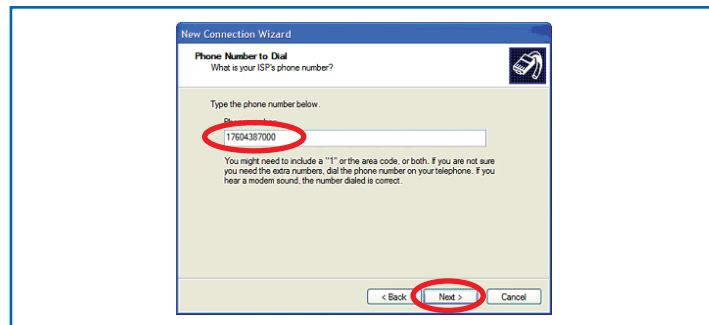 New Connection Wizard
Phone Number to Dial
What is your ISP's phone number?
Type the phone number below.
Phone number:
17604387000
You might need to include a "1" or the area code, or both. If you are not sure
you need the extra numbers, dial the phone number on your telephone. If you
hear a modem sound, the number dialed is correct.
< Back
Next >
Cancel